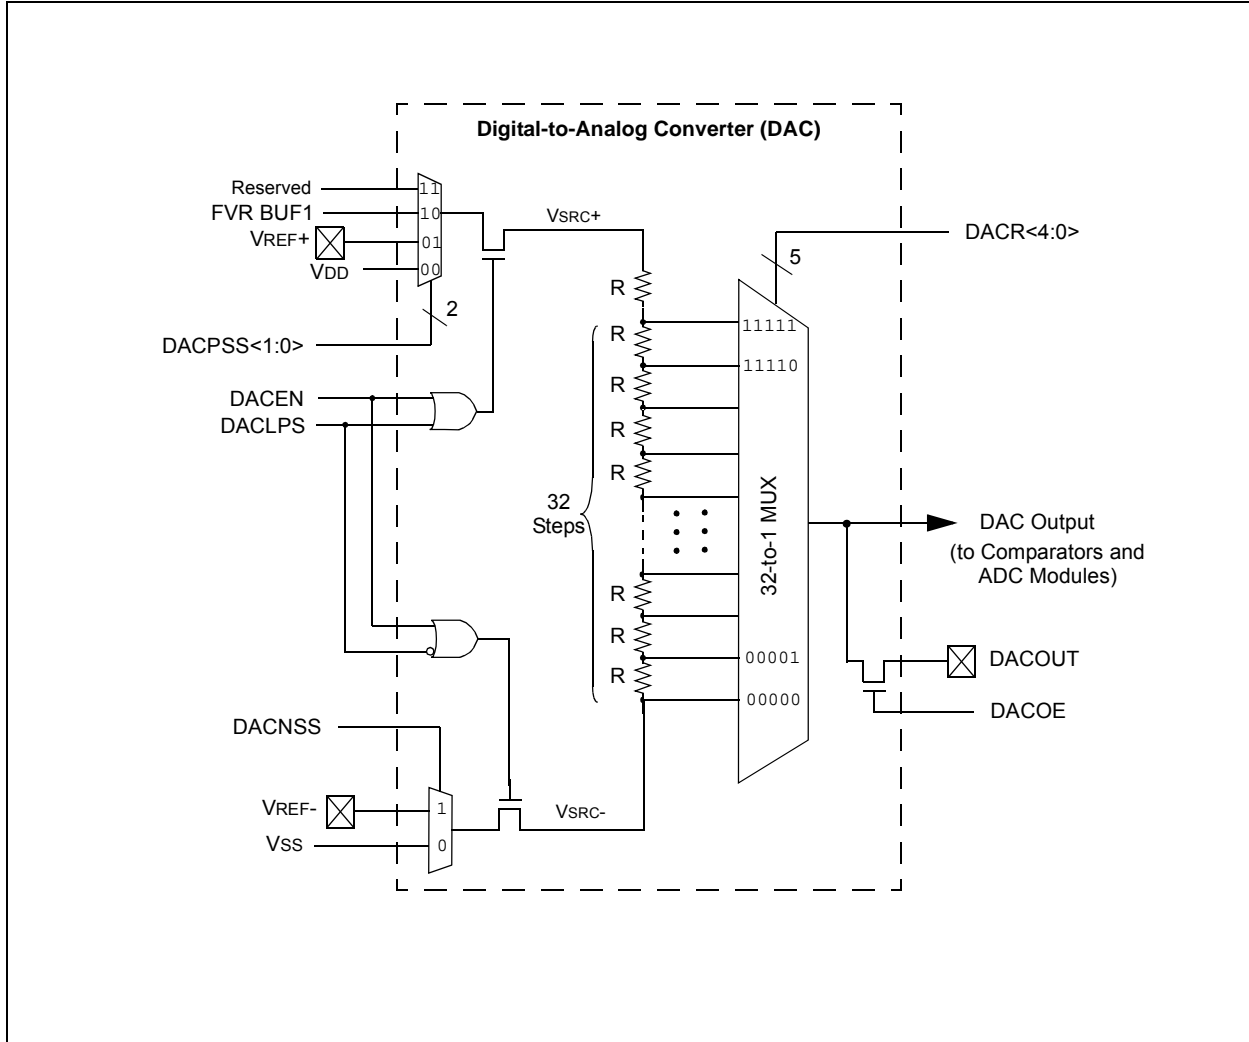 Digital-to-Analog Converter (DAC)
Reserved
11
FVR BUF1
10
VREF+
01
VDD
00
2
DACPSS<1:0>
VSRC+
DACR<4:0>
5
DACEN
DACLPS
R
R
R
R
R
32
Steps
R
R
R
11111
11110
32-to-1 MUX
00001
00000
DAC Output
(to Comparators and
ADC Modules)
DACOUT
DACOE
DACNSS
VREF-
1
VSS
0
VSRC-